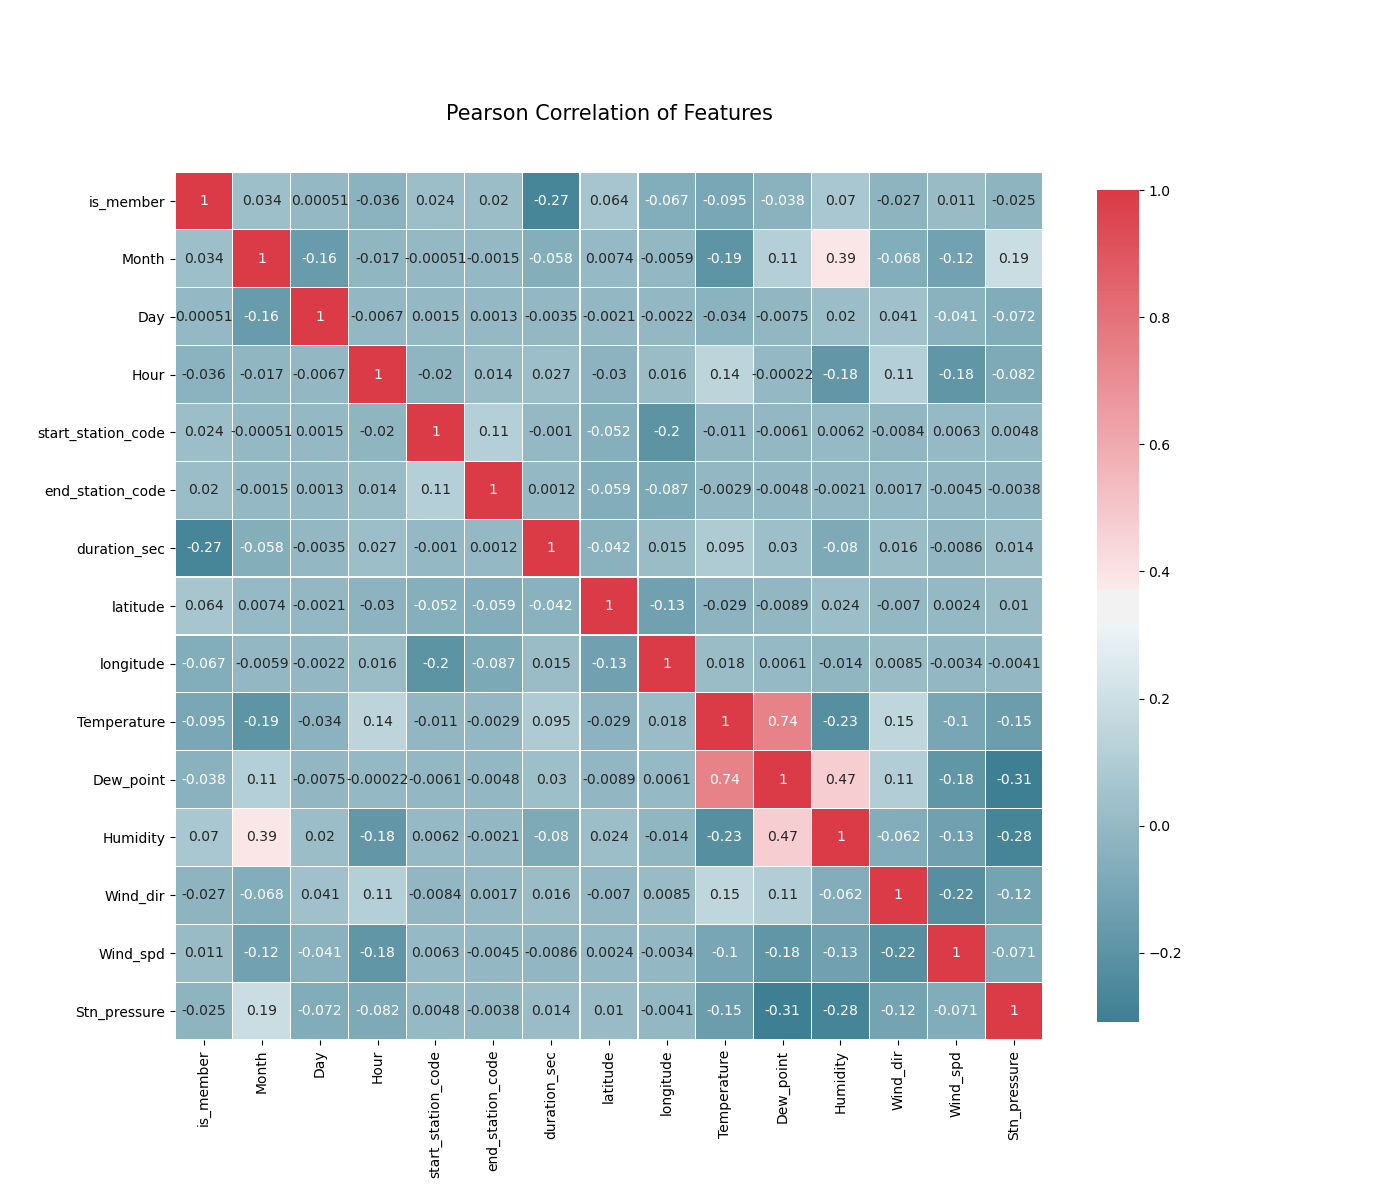 Pearson Correlation of Features
is_member 1 0.034 0.00051 -0.036 0.024 0.02 -0.27 0.064 -0.067 -0.095 -0.038 0.07 -0.027 0.011 -0.025
Month 0.034 1 -0.16 -0.017 -0.00051 -0.0015 -0.058 0.0074 -0.0059 -0.19 0.11 0.39 -0.068 -0.12 0.19
Day 0.00051 -0.16 1 -0.0067 0.0015 0.0013 -0.0035 -0.0021 -0.0022 -0.034 -0.0075 0.02 0.041 -0.041 -0.072
Hour -0.036 -0.017 -0.0067 1 -0.02 0.014 0.027 -0.03 0.016 0.14 -0.00022 -0.18 0.11 -0.18 -0.082
start_station_code 0.024 -0.00051 0.0015 -0.02 1 0.11 -0.001 -0.052 -0.2 -0.011 -0.0061 0.0062 -0.0084 0.0063 0.0048
end_station_code 0.02 -0.0015 0.0013 0.014 0.11 1 0.0012 -0.059 -0.087 -0.0029 -0.0048 -0.0021 0.0017 -0.0045 -0.0038
duration_sec -0.27 -0.058 -0.0035 0.027 -0.001 0.0012 1 -0.042 0.015 0.095 0.03 -0.08 0.016 -0.0086 0.014
latitude 0.064 0.0074 -0.0021 -0.03 -0.052 -0.059 -0.042 1 -0.13 -0.029 -0.0089 0.024 -0.007 0.0024 0.01
longitude -0.067 -0.0059 -0.0022 0.016 -0.2 -0.087 0.015 -0.13 1 0.018 0.0061 -0.014 0.0085 -0.0034 -0.0041
Temperature -0.095 -0.19 -0.034 0.14 -0.011 -0.0029 0.095 -0.029 0.018 1 0.74 -0.23 0.15 -0.1 -0.15
Dew_point -0.038 0.11 -0.0075 -0.00022 -0.0061 -0.0048 0.03 -0.0089 0.0061 0.74 1 0.47 0.11 -0.18 -0.31
Humidity 0.07 0.39 0.02 -0.18 0.0062 -0.0021 -0.08 0.024 -0.014 -0.23 0.47 1 -0.062 -0.13 -0.28
Wind_dir -0.027 -0.068 0.041 0.11 -0.0084 0.0017 0.016 -0.007 0.0085 0.15 0.11 -0.062 1 -0.22 -0.12
Wind_spd 0.011 -0.12 -0.041 -0.18 0.0063 -0.0045 -0.0086 0.0024 -0.0034 -0.1 -0.18 -0.13 -0.22 1 -0.071
Stn_pressure -0.025 0.19 -0.072 -0.082 0.0048 -0.0038 0.014 0.01 -0.0041 -0.15 -0.31 -0.28 -0.12 -0.071 1
is_member Month Day Hour start_station_code end_station_code duration_sec latitude longitude Temperature Dew_point Humidity Wind_dir Wind_spd Stn_pressure
1.0
0.8
0.6
0.4
0.2
0.0
−0.2